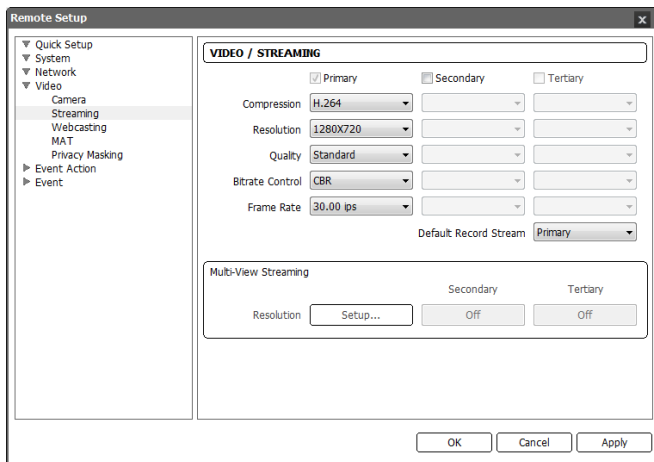 Remote Setup
x
Quick Setup
System
Network
Video
Camera
Streaming
Webcasting
MAT
Privacy Masking
Event Action
Event
VIDEO / STREAMING
Primary Secondary Tertiary
Compression H.264
Resolution 1280X720
Quality Standard
Bitrate Control CBR
Frame Rate 30.00 ips
Default Record Stream Primary
Multi-View Streaming
Secondary Tertiary
Resolution Setup... Off Off
OK Cancel Apply